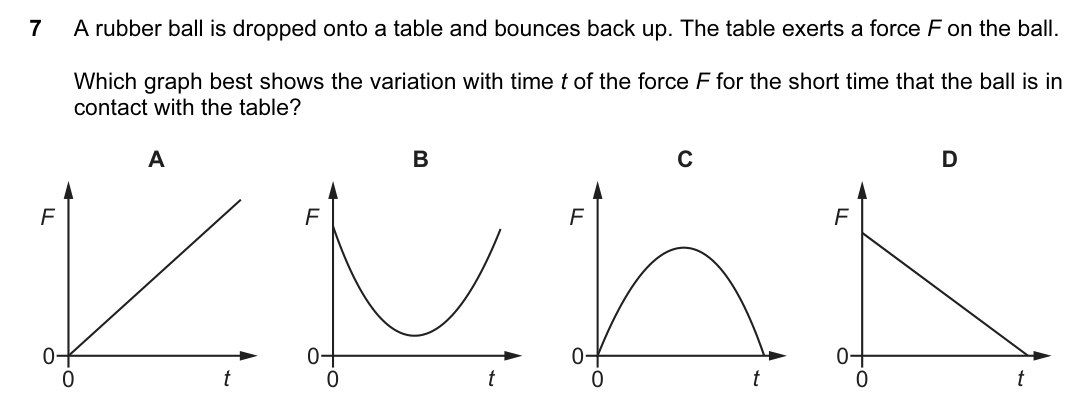 7 A rubber ball is dropped onto a table and bounces back up. The table exerts a force F on the ball.
Which graph best shows the variation with time t of the force F for the short time that the ball is in
contact with the table?
A B C D
F F F F
0 0 0 0
0 t 0 t 0 t 0 t